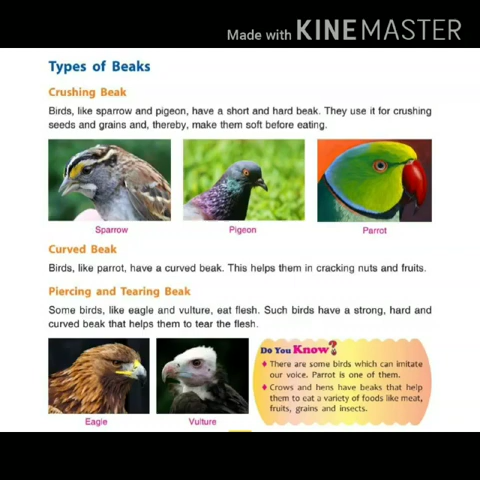 Made with KINEMASTER
Types of Beaks
Crushing Beak
Birds, like sparrow and pigeon, have a short and hard beak. They use it for crushing
seeds and grains and, thereby, make them soft before eating.
Sparrow
Pigeon
Parrot
Curved Beak
Birds, like parrot, have a curved beak. This helps them in cracking nuts and fruits.
Piercing and Tearing Beak
Some birds, like eagle and vulture, eat flesh. Such birds have a strong, hard and
curved beak that helps them to tear the flesh.
Eagle
Vulture
Do You Know?
There are some birds which can imitate
our voice. Parrot is one of them.
Crows and hens have beaks that help
them to eat a variety of foods like meat,
fruits, grains and insects.